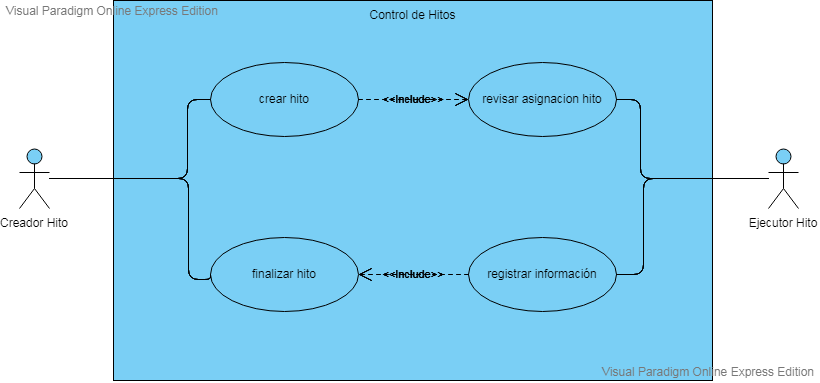 Visual Paradigm Online Express Edition
Control de Hitos
crear hito
<<Include>>
revisar asignacion hito
Creador Hito
Ejecutor Hito
finalizar hito
<<Include>>
registrar información
Visual Paradigm Online Express Edition